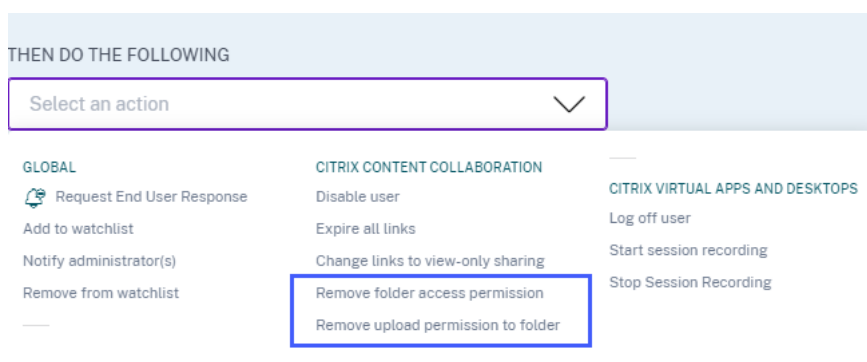 THEN DO THE FOLLOWING
Select an action
GLOBAL
Request End User Response
Add to watchlist
Notify administrator(s)
Remove from watchlist
CITRIX CONTENT COLLABORATION
Disable user
Expire all links
Change links to view-only sharing
Remove folder access permission
Remove upload permission to folder
CITRIX VIRTUAL APPS AND DESKTOPS
Log off user
Start session recording
Stop Session Recording